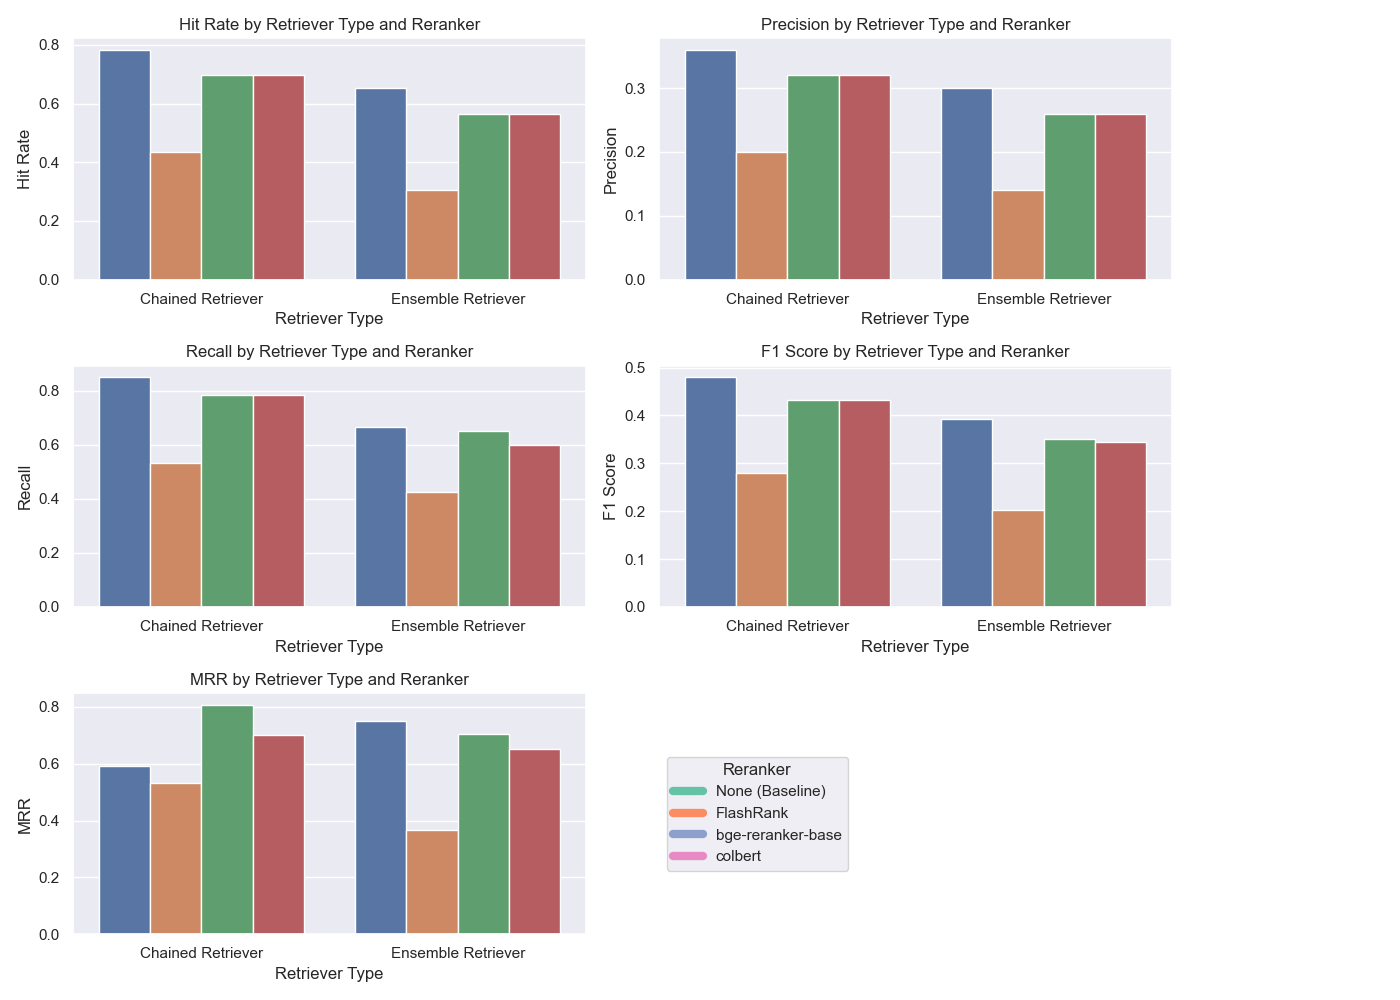 Hit Rate by Retriever Type and Reranker
0.8
0.6
0.4
0.2
0.0
Hit Rate
Chained Retriever
Ensemble Retriever
Retriever Type
Precision by Retriever Type and Reranker
0.3
0.2
0.1
0.0
Precision
Chained Retriever
Ensemble Retriever
Retriever Type
Recall by Retriever Type and Reranker
0.8
0.6
0.4
0.2
0.0
Recall
Chained Retriever
Ensemble Retriever
Retriever Type
F1 Score by Retriever Type and Reranker
0.5
0.4
0.3
0.2
0.1
0.0
F1 Score
Chained Retriever
Ensemble Retriever
Retriever Type
MRR by Retriever Type and Reranker
0.8
0.6
0.4
0.2
0.0
MRR
Chained Retriever
Ensemble Retriever
Retriever Type
Reranker
None (Baseline)
FlashRank
bge-reranker-base
colbert